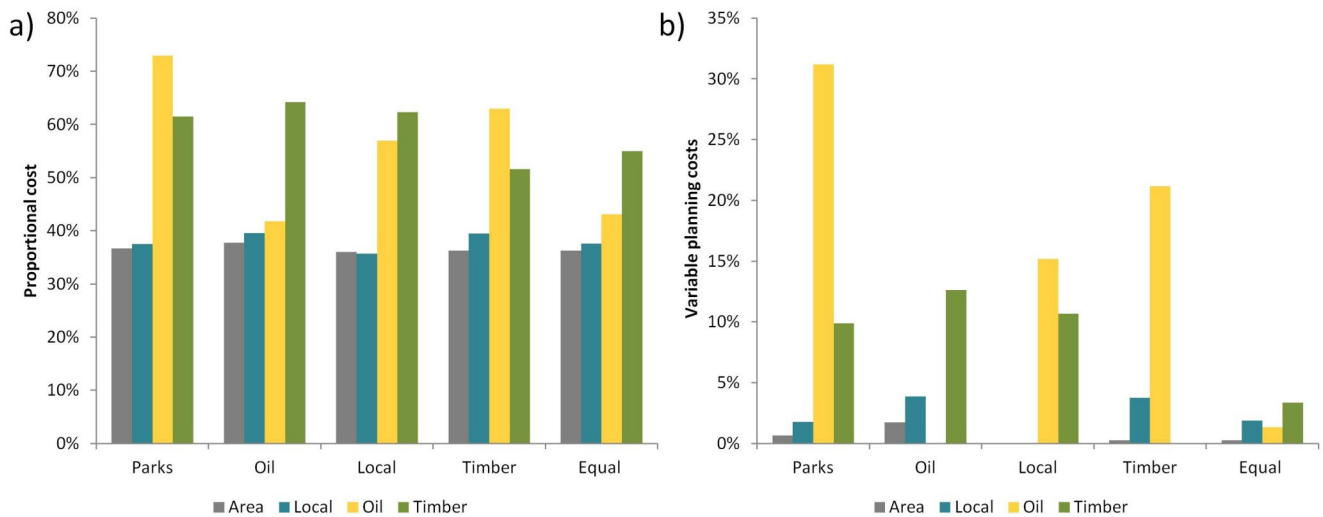 a)
Proportional cost
80%
70%
60%
50%
40%
30%
20%
10%
0%
Parks Oil Local Timber Equal
Area Local Oil Timber
b)
Variable planning costs
35%
30%
25%
20%
15%
10%
5%
0%
Parks Oil Local Timber Equal
Area Local Oil Timber